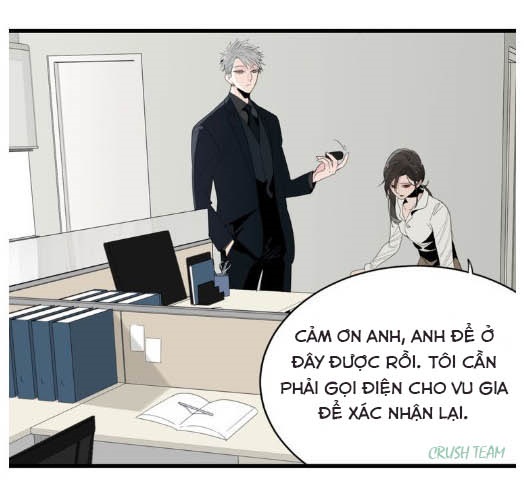 CẢM ƠN ANH, ANH ĐỂ Ở
ĐÂY ĐƯỢC RỒI. TÔI CẦN
PHẢI GỌI ĐIỆN CHO VU GIA
ĐỂ XÁC NHẬN LẠI.
CRUSH TEAM